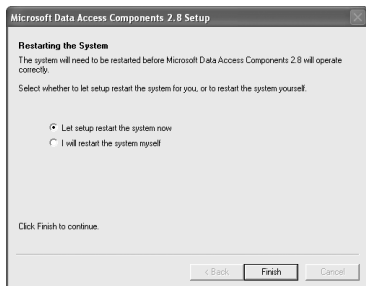 Microsoft Data Access Components 2.8 Setup
Restarting the System
The system will need to be restarted before Microsoft Data Access Components 2.8 will operate
correctly.
Select whether to let setup restart the system for you, or to restart the system yourself.
Let setup restart the system now
I will restart the system myself
Click Finish to continue.
< Back Finish Cancel